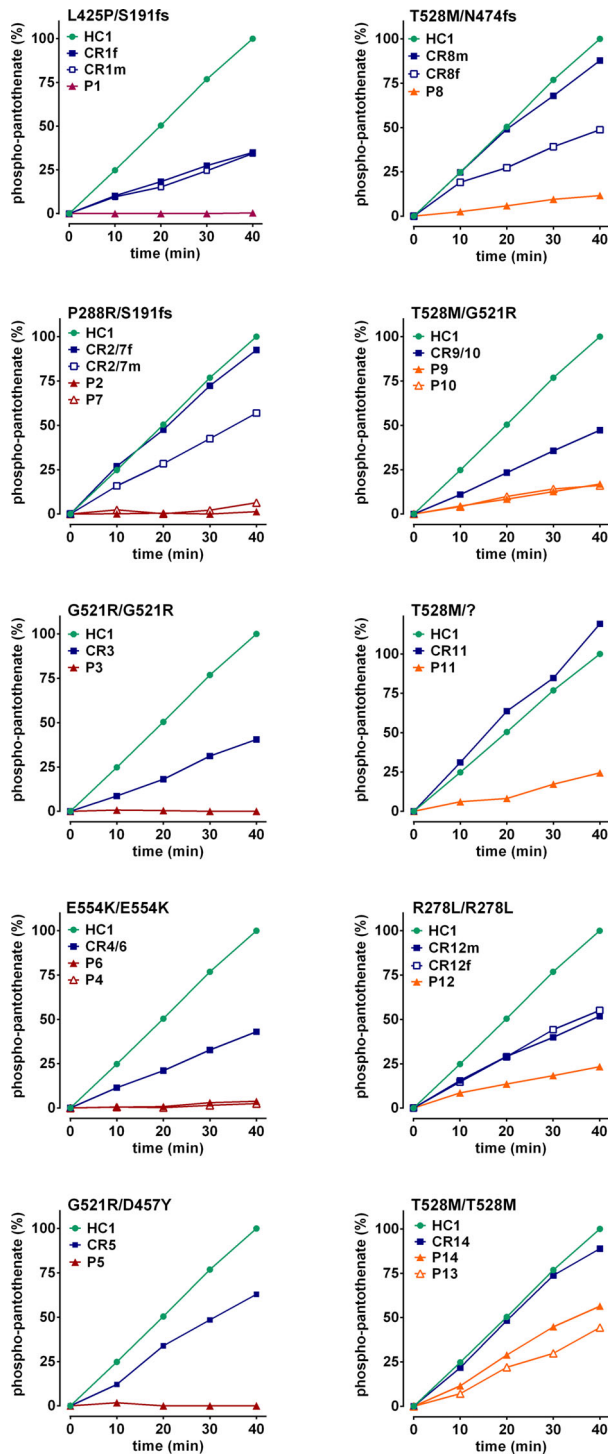 L425P/S191fs
HC1
CR1f
CR1m
P1
phospho-pantothenate (%)
100
75
50
25
0
0 10 20 30 40
time (min)
T528M/N474fs
HC1
CR8m
CR8f
P8
phospho-pantothenate (%)
100
75
50
25
0
0 10 20 30 40
time (min)
P288R/S191fs
HC1
CR2/7f
CR2/7m
P2
P7
phospho-pantothenate (%)
100
75
50
25
0
0 10 20 30 40
time (min)
T528M/G521R
HC1
CR9/10
P9
P10
phospho-pantothenate (%)
100
75
50
25
0
0 10 20 30 40
time (min)
G521R/G521R
HC1
CR3
P3
phospho-pantothenate (%)
100
75
50
25
0
0 10 20 30 40
time (min)
T528M/?
HC1
CR11
P11
phospho-pantothenate (%)
100
75
50
25
0
0 10 20 30 40
time (min)
E554K/E554K
HC1
CR4/6
P6
P4
phospho-pantothenate (%)
100
75
50
25
0
0 10 20 30 40
time (min)
R278L/R278L
HC1
CR12m
CR12f
P12
phospho-pantothenate (%)
100
75
50
25
0
0 10 20 30 40
time (min)
G521R/D457Y
HC1
CR5
P5
phospho-pantothenate (%)
100
75
50
25
0
0 10 20 30 40
time (min)
T528M/T528M
HC1
CR14
P14
P13
phospho-pantothenate (%)
100
75
50
25
0
0 10 20 30 40
time (min)